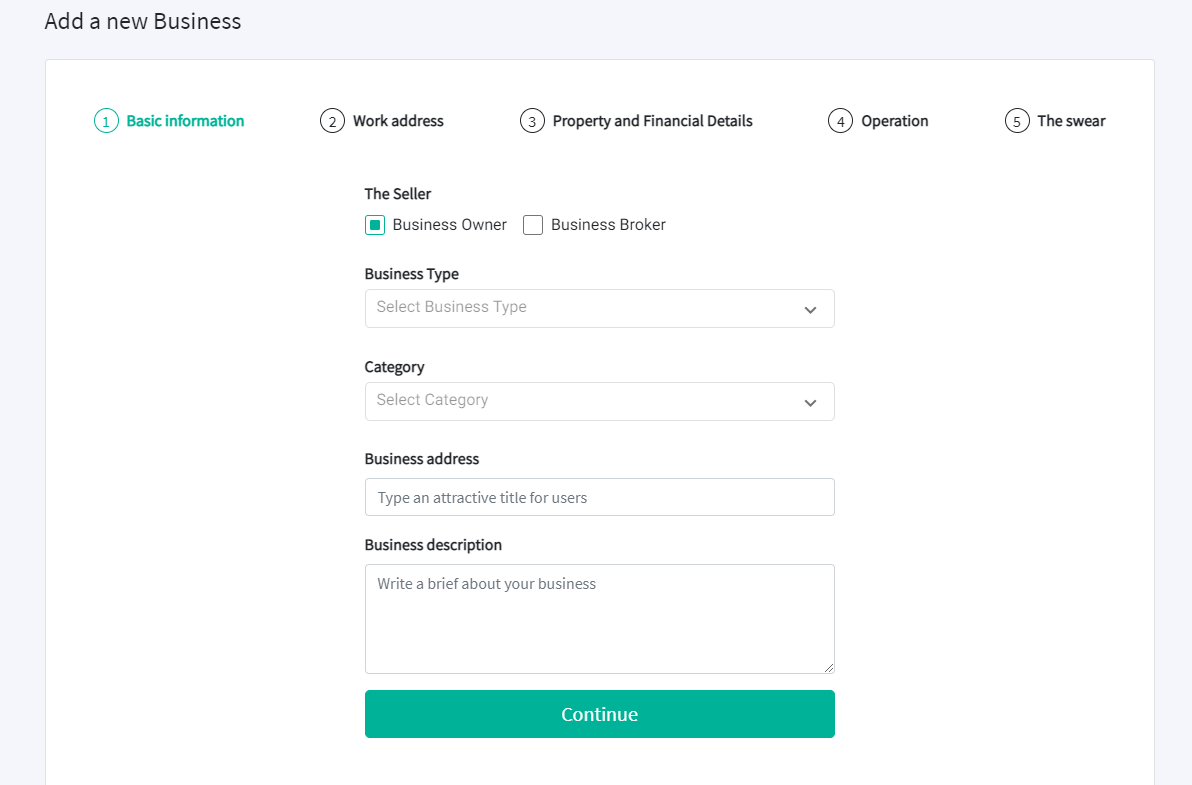 Add a new Business
1 Basic information 2 Work address 3 Property and Financial Details 4 Operation 5 The swear
The Seller
Business Owner Business Broker
Business Type
Select Business Type
Category
Select Category
Business address
Type an attractive title for users
Business description
Write a brief about your business
Continue